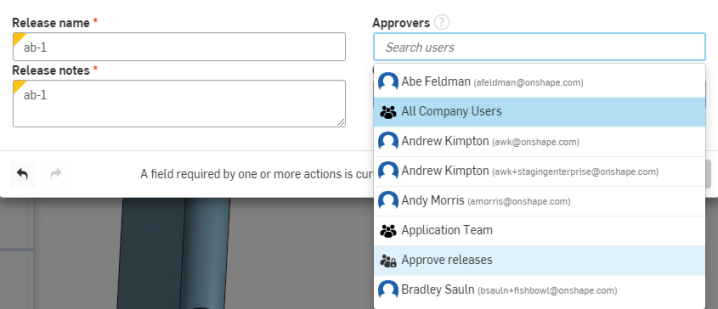 Release name *
ab-1
Release notes *
ab-1
A field required by one or more actions is cur
Approvers ?
Search users
Abe Feldman (afeldman@onshape.com)
All Company Users
Andrew Kimpton (awk@onshape.com)
Andrew Kimpton (awk+stagingenterprise@onshape.com)
Andy Morris (amorris@onshape.com)
Application Team
Approve releases
Bradley Sauln (bsauln+fishbowl@onshape.com)